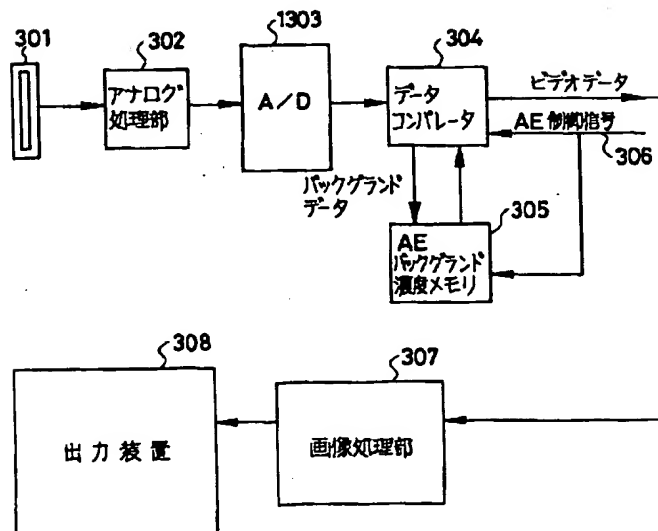 301
302
1303
304
アナログ
処理部
A/D
データ
コンパレータ
ビデオデータ
AE制御信号
306
バックグランド
データ
305
AE
バックグランド
濃度メモリ
308
307
出力装置
画像処理部